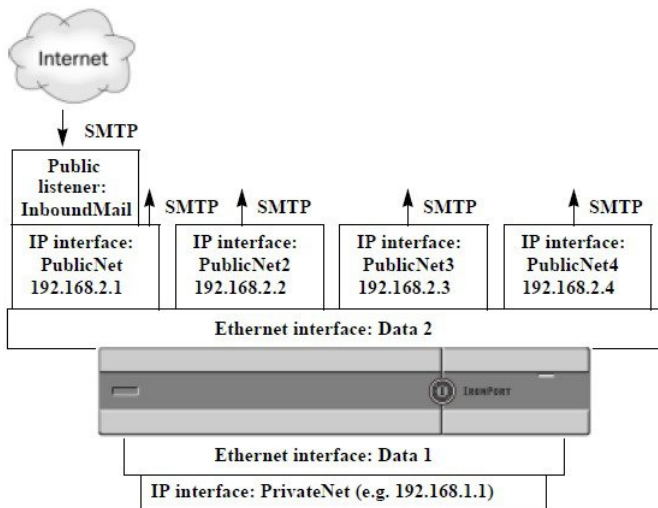 Internet
SMTP
Public
listener:
InboundMail
SMTP
SMTP
SMTP
SMTP
IP interface:
PublicNet
192.168.2.1
IP interface:
PublicNet2
192.168.2.2
IP interface:
PublicNet3
192.168.2.3
IP interface:
PublicNet4
192.168.2.4
Ethernet interface: Data 2
IRONPORT
Ethernet interface: Data 1
IP interface: PrivateNet (e.g. 192.168.1.1)